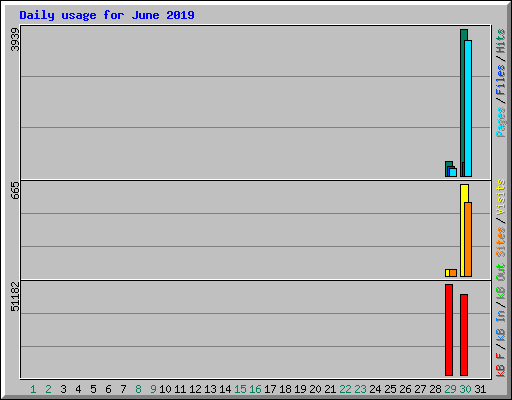 Daily usage for June 2019
3939
Pages / Files / Hits
665
Sites / Visits
51182
kB F / kB In / kB Out
1 2 3 4 5 6 7 8 9 10 11 12 13 14 15 16 17 18 19 20 21 22 23 24 25 26 27 28 29 30 31